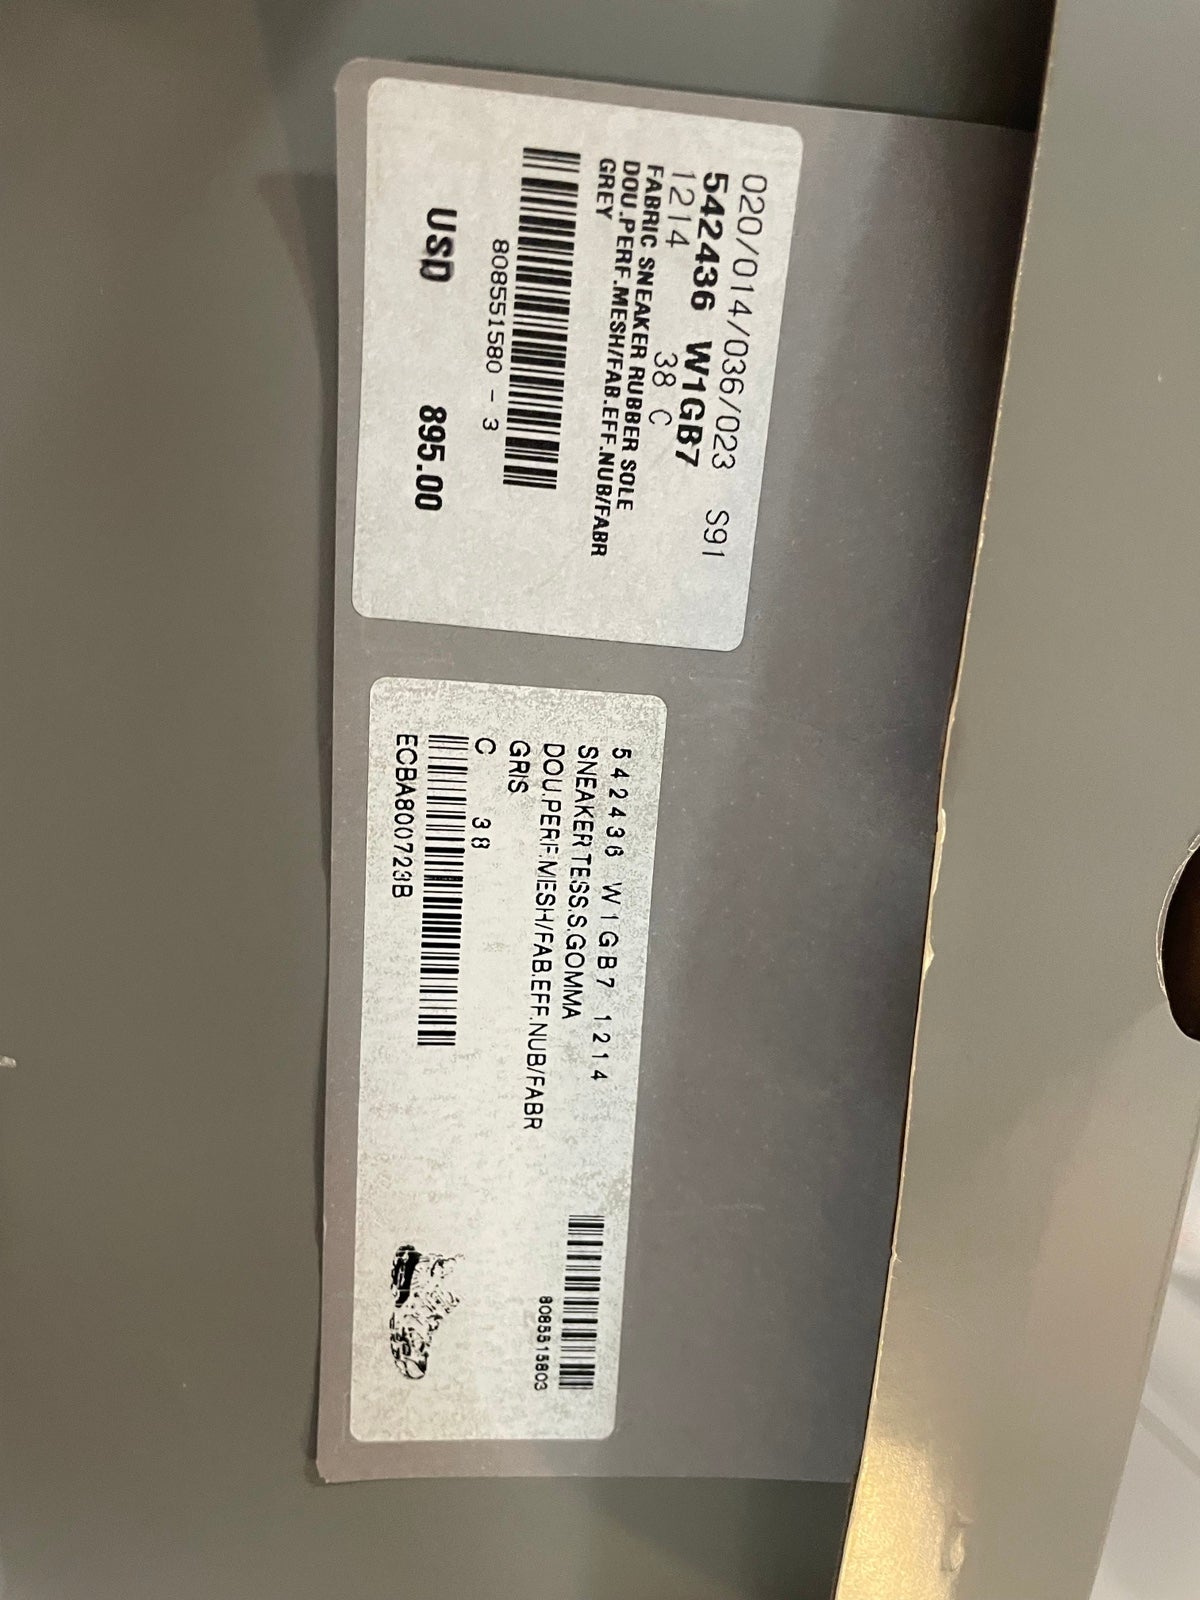 020/014/036/023 S91
542436 W1GB7
1214 38 C
FABRIC SNEAKER RUBBER SOLE
DOU.PERF.MESH/FAB.EFF.NUB/FABR
GREY
808551580 - 3
USD 895.00
542436 W1GB7 1214
SNEAKER TESS.S.GOMMA
DOU.PERF.MESH/FAB.EFF.NUB/FABR
GRIS
C 38
ECBA800723B
8085515803